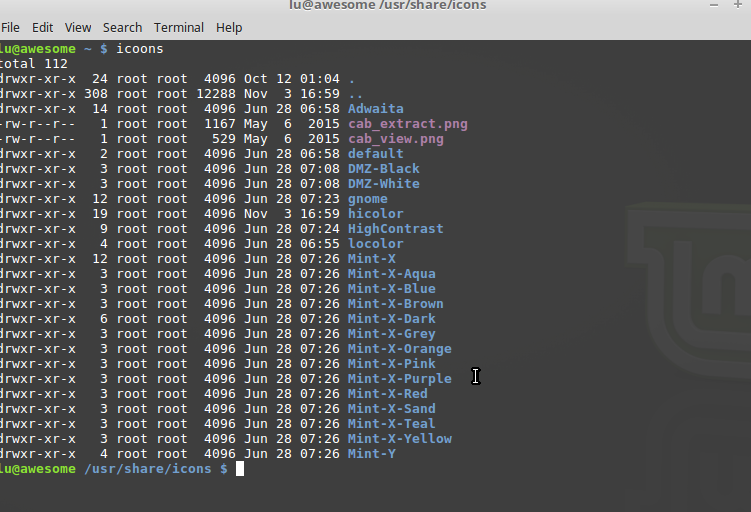 lu@awesome /usr/share/icons
File Edit View Search Terminal Help
lu@awesome ~ $ icoons
total 112
drwxr-xr-x  24 root root  4096 Oct 12 01:04 .
drwxr-xr-x 308 root root 12288 Nov  3 16:59 ..
drwxr-xr-x  14 root root  4096 Jun 28 06:58 Adwaita
-rw-r--r--   1 root root  1167 May  6  2015 cab_extract.png
-rw-r--r--   1 root root   529 May  6  2015 cab_view.png
drwxr-xr-x   2 root root  4096 Jun 28 06:58 default
drwxr-xr-x   3 root root  4096 Jun 28 07:08 DMZ-Black
drwxr-xr-x   3 root root  4096 Jun 28 07:08 DMZ-White
drwxr-xr-x  12 root root  4096 Jun 28 07:23 gnome
drwxr-xr-x  19 root root  4096 Nov  3 16:59 hicolor
drwxr-xr-x   9 root root  4096 Jun 28 07:24 HighContrast
drwxr-xr-x   4 root root  4096 Jun 28 06:55 locolor
drwxr-xr-x  12 root root  4096 Jun 28 07:26 Mint-X
drwxr-xr-x   3 root root  4096 Jun 28 07:26 Mint-X-Aqua
drwxr-xr-x   3 root root  4096 Jun 28 07:26 Mint-X-Blue
drwxr-xr-x   3 root root  4096 Jun 28 07:26 Mint-X-Brown
drwxr-xr-x   6 root root  4096 Jun 28 07:26 Mint-X-Dark
drwxr-xr-x   3 root root  4096 Jun 28 07:26 Mint-X-Grey
drwxr-xr-x   3 root root  4096 Jun 28 07:26 Mint-X-Orange
drwxr-xr-x   3 root root  4096 Jun 28 07:26 Mint-X-Pink
drwxr-xr-x   3 root root  4096 Jun 28 07:26 Mint-X-Purple
drwxr-xr-x   3 root root  4096 Jun 28 07:26 Mint-X-Red
drwxr-xr-x   3 root root  4096 Jun 28 07:26 Mint-X-Sand
drwxr-xr-x   3 root root  4096 Jun 28 07:26 Mint-X-Teal
drwxr-xr-x   3 root root  4096 Jun 28 07:26 Mint-X-Yellow
drwxr-xr-x   4 root root  4096 Jun 28 07:26 Mint-Y
lu@awesome /usr/share/icons $